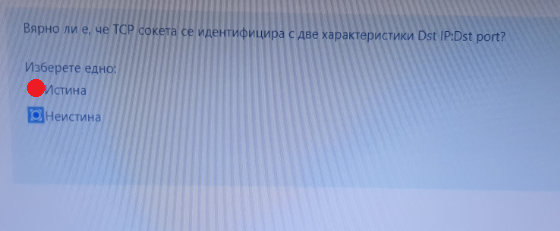 Вярно ли е, че TCP сокета се идентифицира с две характеристики Dst IP:Dst port?
Изберете едно:
Истина
Неистина